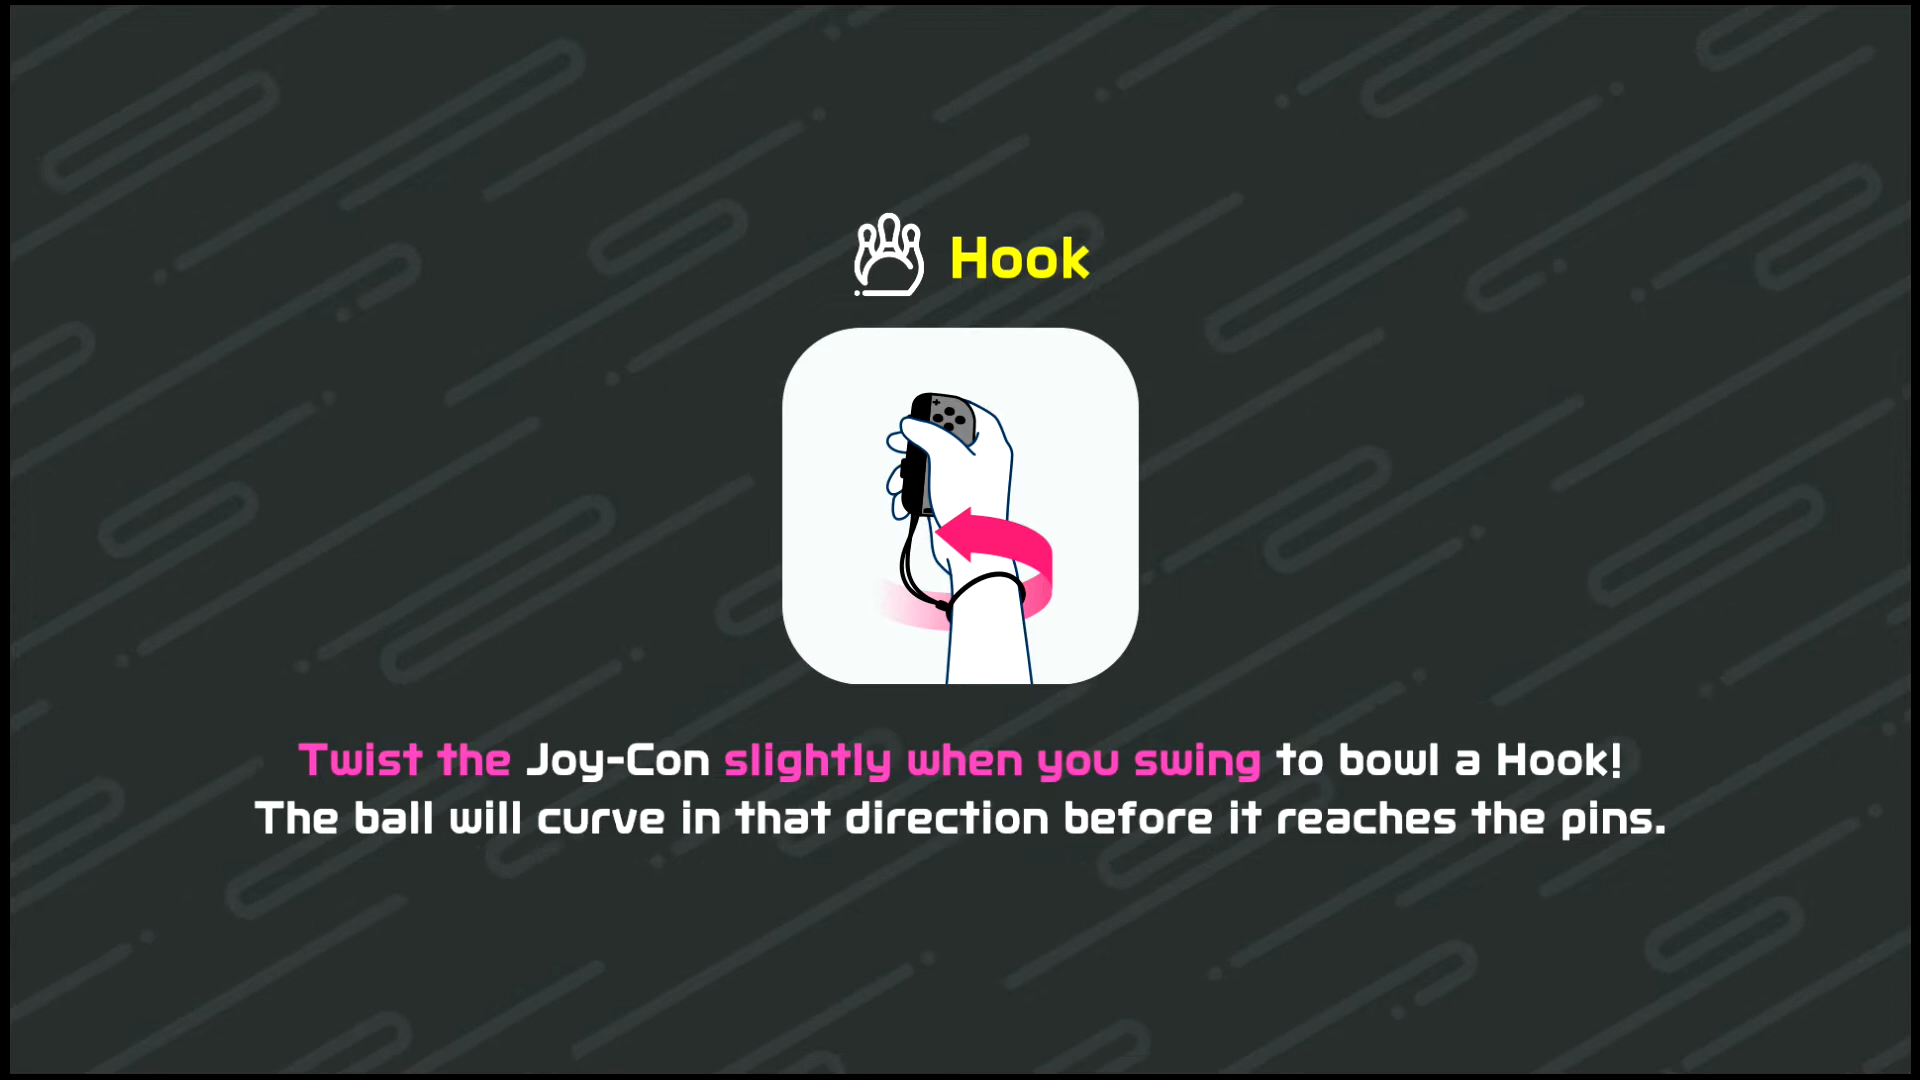 Hook
Twist the Joy-Con slightly when you swing to bowl a Hook!
The ball will curve in that direction before it reaches the pins.